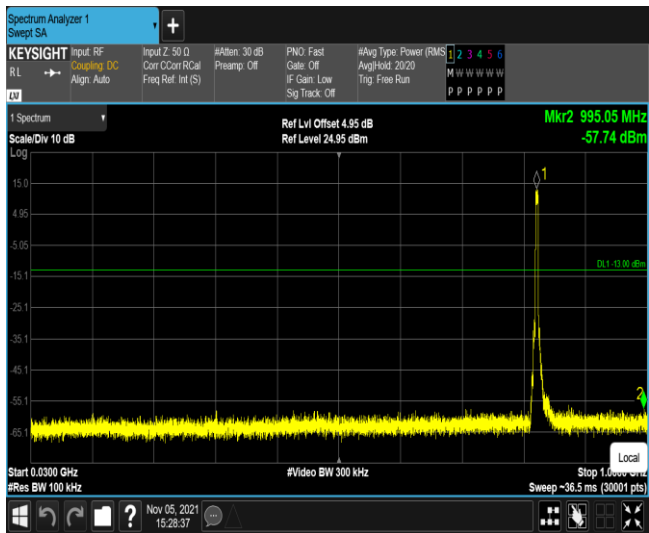 Spectrum Analyzer 1
Swept SA
KEYSIGHT
R L
LXI
Input: RF
Coupling: DC
Align: Auto
Input Z: 50 Ω
Corr CCorr RCal
Freq Ref: Int (S)
#Atten: 30 dB
Preamp: Off
PNO: Fast
Gate: Off
IF Gain: Low
Sig Track: Off
#Avg Type: Power (RMS
Avg|Hold: 20/20
Trig: Free Run
1 2 3 4 5 6
M W W W W W
P P P P P P
1 Spectrum
Scale/Div 10 dB
Log
Ref Lvl Offset 4.95 dB
Ref Level 24.95 dBm
Mkr2 995.05 MHz
-57.74 dBm
1
15.0
4.95
-5.05
DL1 -13.00 dBm
-15.1
-25.1
-35.1
-45.1
2
-55.1
-65.1
Local
Start 0.0300 GHz
#Video BW 300 kHz
Stop 1.0000 GHz
#Res BW 100 kHz
Sweep ~36.5 ms (30001 pts)
?
Nov 05, 2021
15:28:37